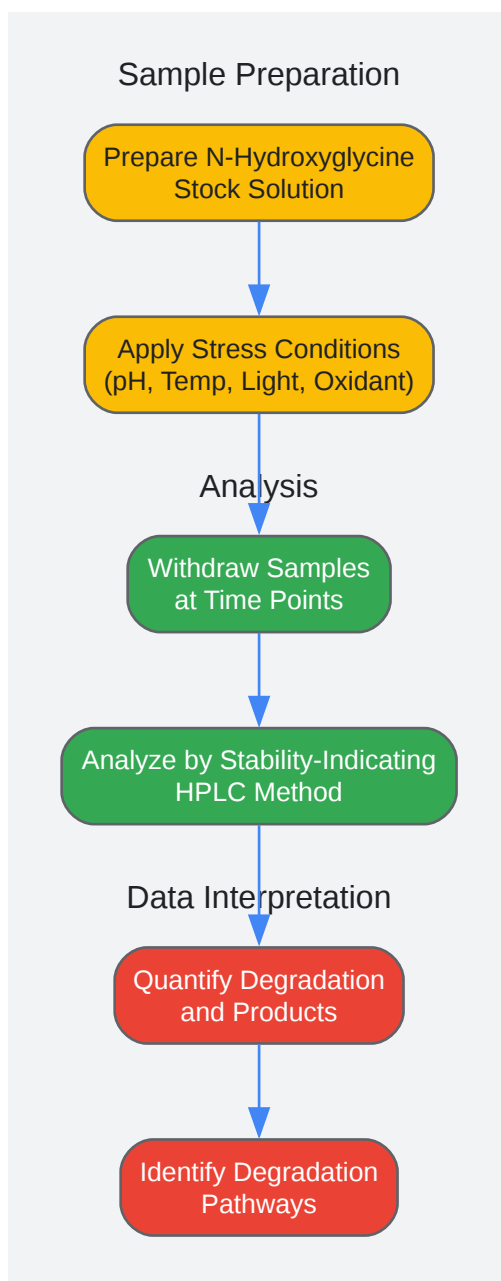 Sample Preparation
Prepare N-Hydroxyglycine
Stock Solution
Apply Stress Conditions
(pH, Temp, Light, Oxidant)
Analysis
Withdraw Samples
at Time Points
Analyze by Stability-Indicating
HPLC Method
Data Interpretation
Quantify Degradation
and Products
Identify Degradation
Pathways